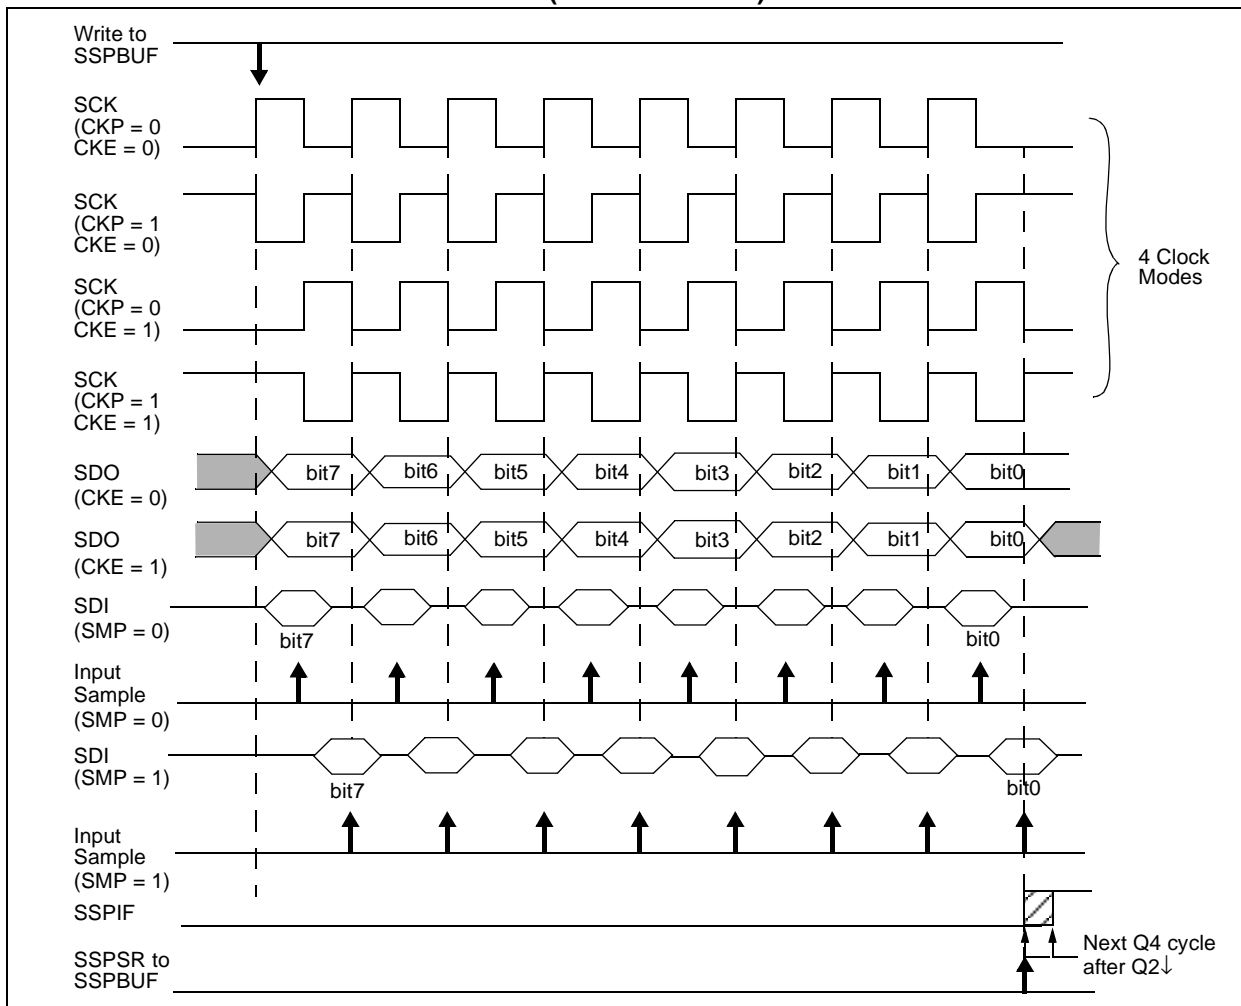 Write to
SSPBUF
SCK
(CKP = 0
CKE = 0)
SCK
(CKP = 1
CKE = 0)
SCK
(CKP = 0
CKE = 1)
SCK
(CKP = 1
CKE = 1)
4 Clock
Modes
SDO
(CKE = 0)
bit7 bit6 bit5 bit4 bit3 bit2 bit1 bit0
SDO
(CKE = 1)
bit7 bit6 bit5 bit4 bit3 bit2 bit1 bit0
SDI
(SMP = 0)
bit7 bit0
Input
Sample
(SMP = 0)
SDI
(SMP = 1)
bit7 bit0
Input
Sample
(SMP = 1)
SSPIF
SSPSR to
SSPBUF
Next Q4 cycle
after Q2↓